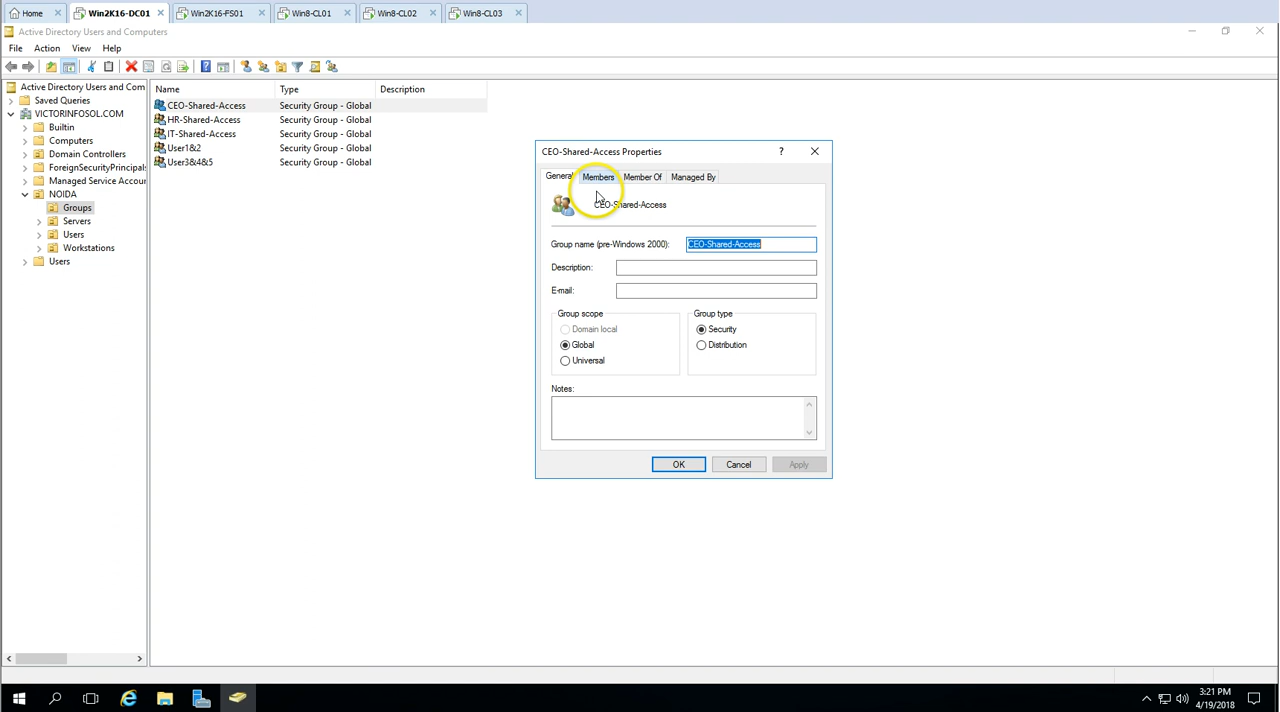 Home Win2K16-DC01 Win2K16-FS01 Win8-CL01 Win8-CL02 Win8-CL03
Active Directory Users and Computers
File Action View Help
Active Directory Users and Com
Saved Queries
VICTORINFOSOL.COM
Builtin
Computers
Domain Controllers
ForeignSecurityPrincipals
Managed Service Accou
NOIDA
Groups
Servers
Users
Workstations
Users
Name Type Description
CEO-Shared-Access Security Group - Global
HR-Shared-Access Security Group - Global
IT-Shared-Access Security Group - Global
User1&2 Security Group - Global
User3&4&5 Security Group - Global
CEO-Shared-Access Properties ?
General Members Member Of Managed By
CEO-Shared-Access
Group name (pre-Windows 2000): CEO-Shared-Access
Description:
E-mail:
Group scope Group type
Domain local Security
Global Distribution
Universal
Notes:
OK Cancel Apply
3:21 PM
4/19/2018